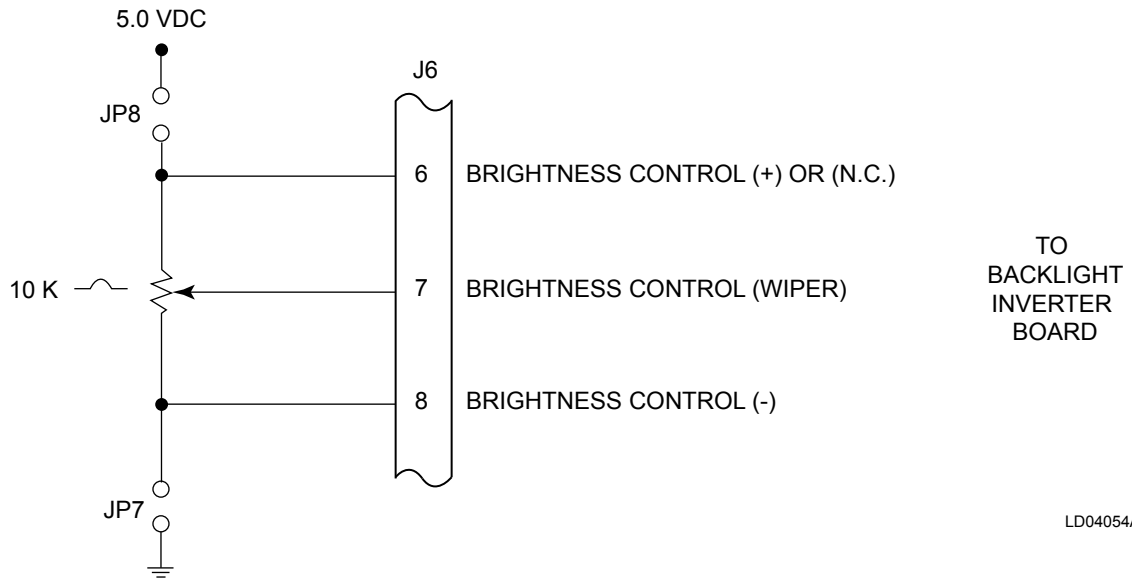 5.0 VDC
J6
JP8
6 BRIGHTNESS CONTROL (+) OR (N.C.)
10 K
7 BRIGHTNESS CONTROL (WIPER)
TO
BACKLIGHT
INVERTER
BOARD
8 BRIGHTNESS CONTROL (-)
JP7
LD04054A